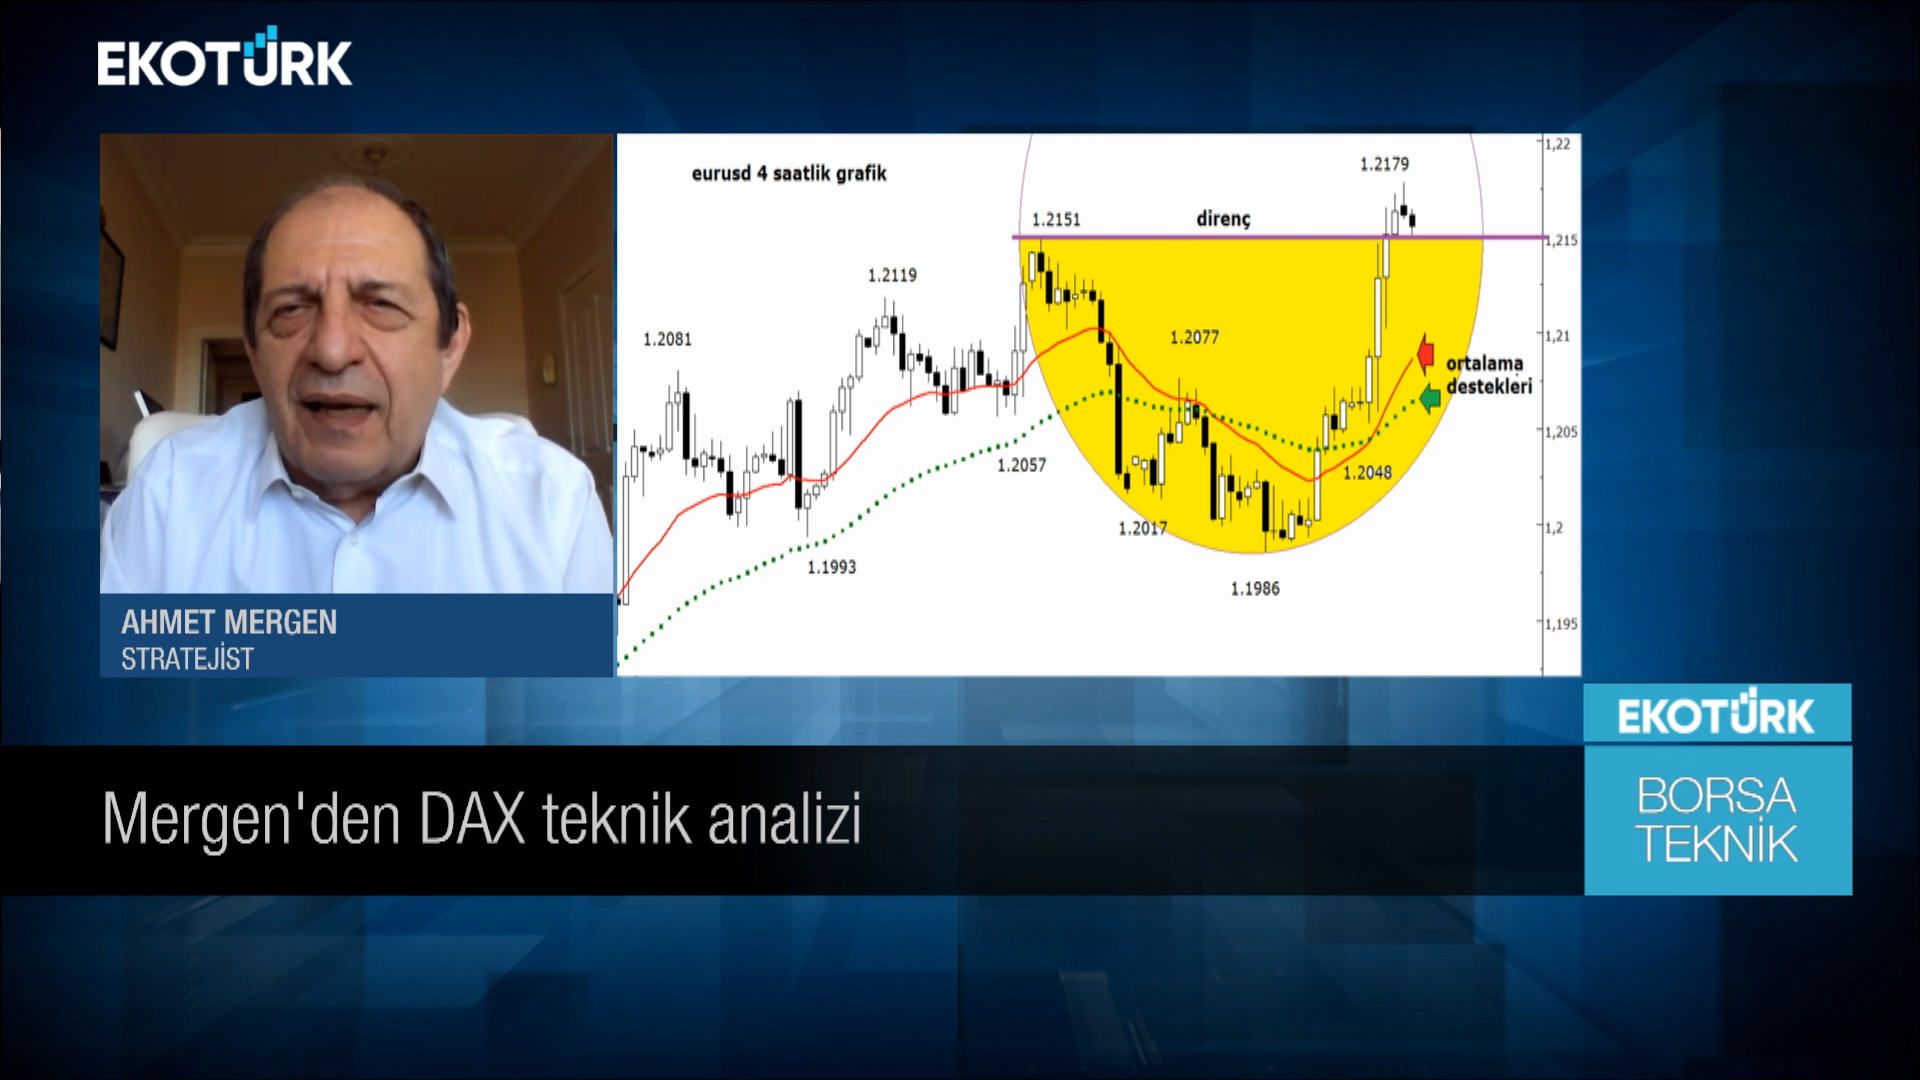 EKOTÜRK
eurusd 4 saatlik grafik
1.2179
1,22
1.2151
direnç
1,215
1.2119
1.2081
1.2077
1,21
ortalama
destekleri
1,205
1.2057
1.2048
1.2017
1,2
1.1993
1.1986
1,195
AHMET MERGEN
STRATEJİST
EKOTÜRK
Mergen'den DAX teknik analizi
BORSA
TEKNİK